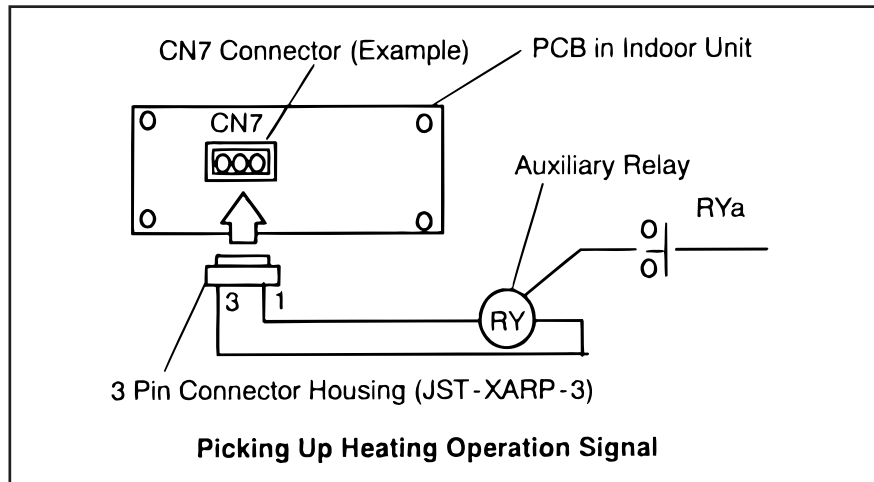 CN7 Connector (Example)
PCB in Indoor Unit
CN7
Auxiliary Relay
RYa
3 1
RY
3 Pin Connector Housing (JST-XARP-3)
Picking Up Heating Operation Signal